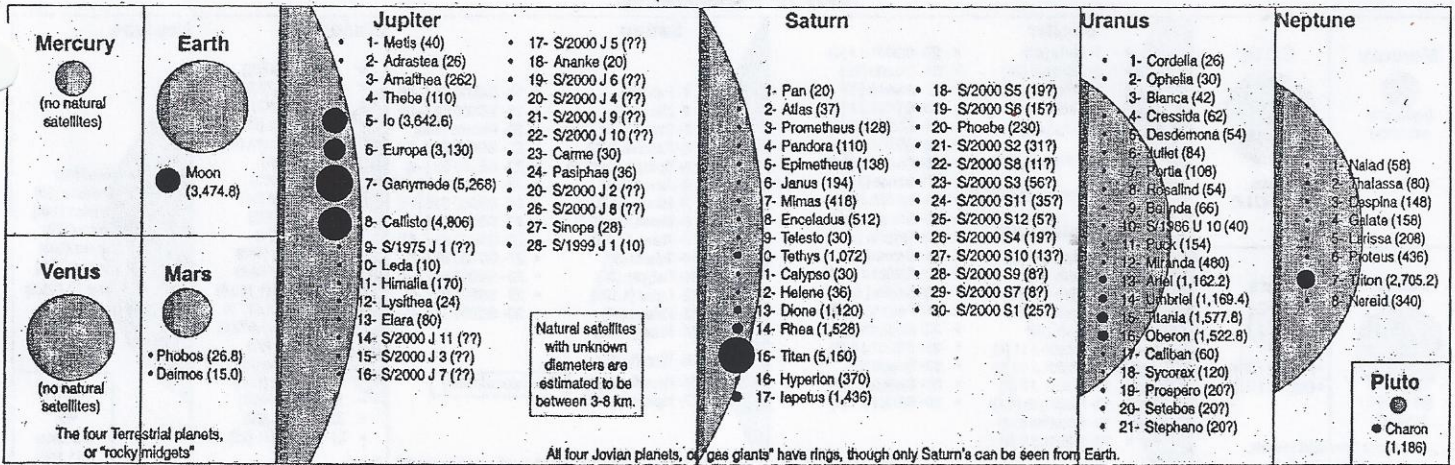 Mercury
(no natural
satellites)
Earth
Moon
(3,474.8)
Venus
(no natural
satellites)
Mars
Phobos (26.8)
Deimos (15.0)
The four Terrestrial planets,
or "rocky midgets"
Jupiter
1- Metis (40)
2- Adrastea (26)
3- Amalthea (262)
4- Thebe (110)
5- Io (3,642.6)
6- Europa (3,130)
7- Ganymede (5,268)
8- Callisto (4,806)
9- S/1975 J 1 (??)
0- Leda (10)
11- Himalia (170)
12- Lysithea (24)
13- Elara (80)
14- S/2000 J 11 (??)
15- S/2000 J 3 (??)
16- S/2000 J 7 (??)
17- S/2000 J 5 (??)
18- Ananke (20)
19- S/2000 J 6 (??)
20- S/2000 J 4 (??)
21- S/2000 J 9 (??)
22- S/2000 J 10 (??)
23- Carme (30)
24- Pasiphae (36)
20- S/2000 J 2 (??)
26- S/2000 J 8 (??)
27- Sinope (28)
28- S/1999 J 1 (10)
Natural satellites
with unknown
diameters are
estimated to be
between 3-8 km.
Saturn
1- Pan (20)
2- Atlas (37)
3- Prometheus (128)
4- Pandora (110)
5- Epimetheus (138)
6- Janus (194)
7- Mimas (418)
8- Enceladus (512)
9- Telesto (30)
0- Tethys (1,072)
1- Calypso (30)
12- Helene (36)
13- Dione (1,120)
14- Rhea (1,528)
15- Titan (5,150)
16- Hyperion (370)
17- Iapetus (1,436)
18- S/2000 S5 (19?)
19- S/2000 S6 (15?)
20- Phoebe (230)
21- S/2000 S2 (31?)
22- S/2000 S8 (11?)
23- S/2000 S3 (56?)
24- S/2000 S11 (35?)
25- S/2000 S12 (5?)
26- S/2000 S4 (19?)
27- S/2000 S10 (13?)
28- S/2000 S9 (8?)
29- S/2000 S7 (8?)
30- S/2000 S1 (25?)
Uranus
1- Cordelia (26)
2- Ophelia (30)
3- Bianca (42)
4- Cressida (62)
5- Desdemona (54)
6- Juliet (84)
7- Portia (108)
8- Rosalind (54)
9- Belinda (66)
10- S/1986 U 10 (40)
11- Puck (154)
12- Miranda (480)
13- Ariel (1,162.2)
14- Umbriel (1,169.4)
15- Titania (1,577.8)
16- Oberon (1,522.8)
17- Caliban (60)
18- Sycorax (120)
19- Prospero (20?)
20- Setebos (20?)
21- Stephano (20?)
Neptune
1- Naiad (58)
2- Thalassa (80)
3- Despina (148)
4- Galate (158)
5- Larissa (208)
6- Proteus (436)
7- Triton (2,705.2)
8- Nereid (340)
Pluto
Charon
(1,186)
All four Jovian planets, or "gas giants" have rings, though only Saturn's can be seen from Earth.